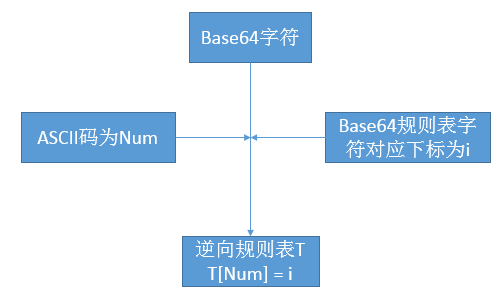 Base64字符
ASCII码为Num
Base64规则表字
符对应下标为i
逆向规则表T
T[Num] = i